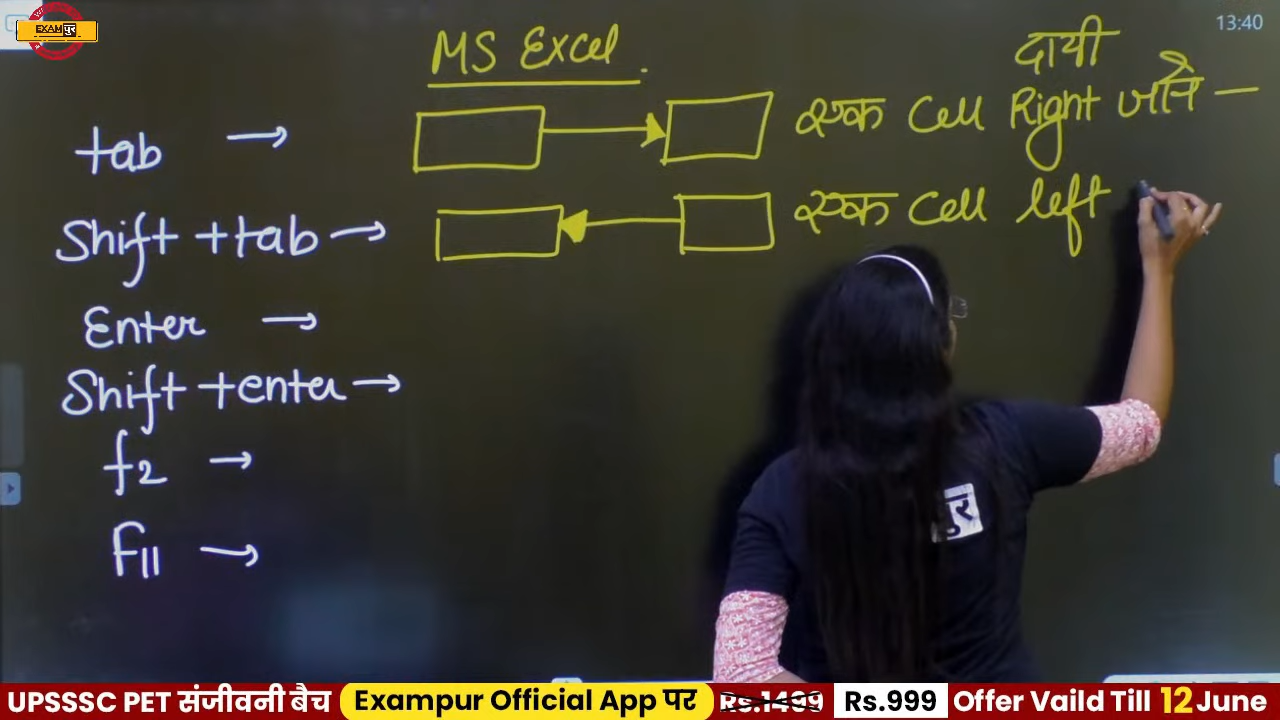 EXAMपुर
13:40
MS Excel.
दायी
tab → एक Cell Right जाने —
Shift + tab → एक Cell left
Enter →
Shift + enter →
f2 →
F11 →
पुर
UPSSSC PET संजीवनी बैच Exampur Official App पर Rs.1499 Rs.999 Offer Vaild Till 12 June